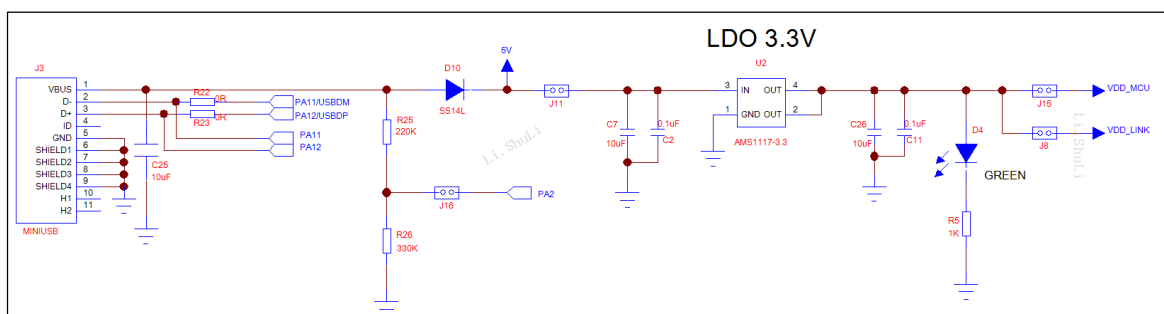 LDO 3.3V
J3
VBUS 1
D- 2
D+ 3
ID 4
GND 5
SHIELD1 6
SHIELD2 7
SHIELD3 8
SHIELD4 9
H1 10
H2 11
MINIUSB
R22 0R
R23 0R
PA11/USBDM
PA12/USBDP
PA11
PA12
C25
10uF
R25
220K
R26
330K
J16
PA2
D10
SS14L
5V
J11
Li.ShuLi
C7
10uF
0.1uF
C2
U2
3 IN OUT 4
1 GND OUT 2
AMS1117-3.3
C26
10uF
0.1uF
C11
D4
GREEN
R5
1K
J15
VDD_MCU
J8
VDD_LINK
Li.ShuLi